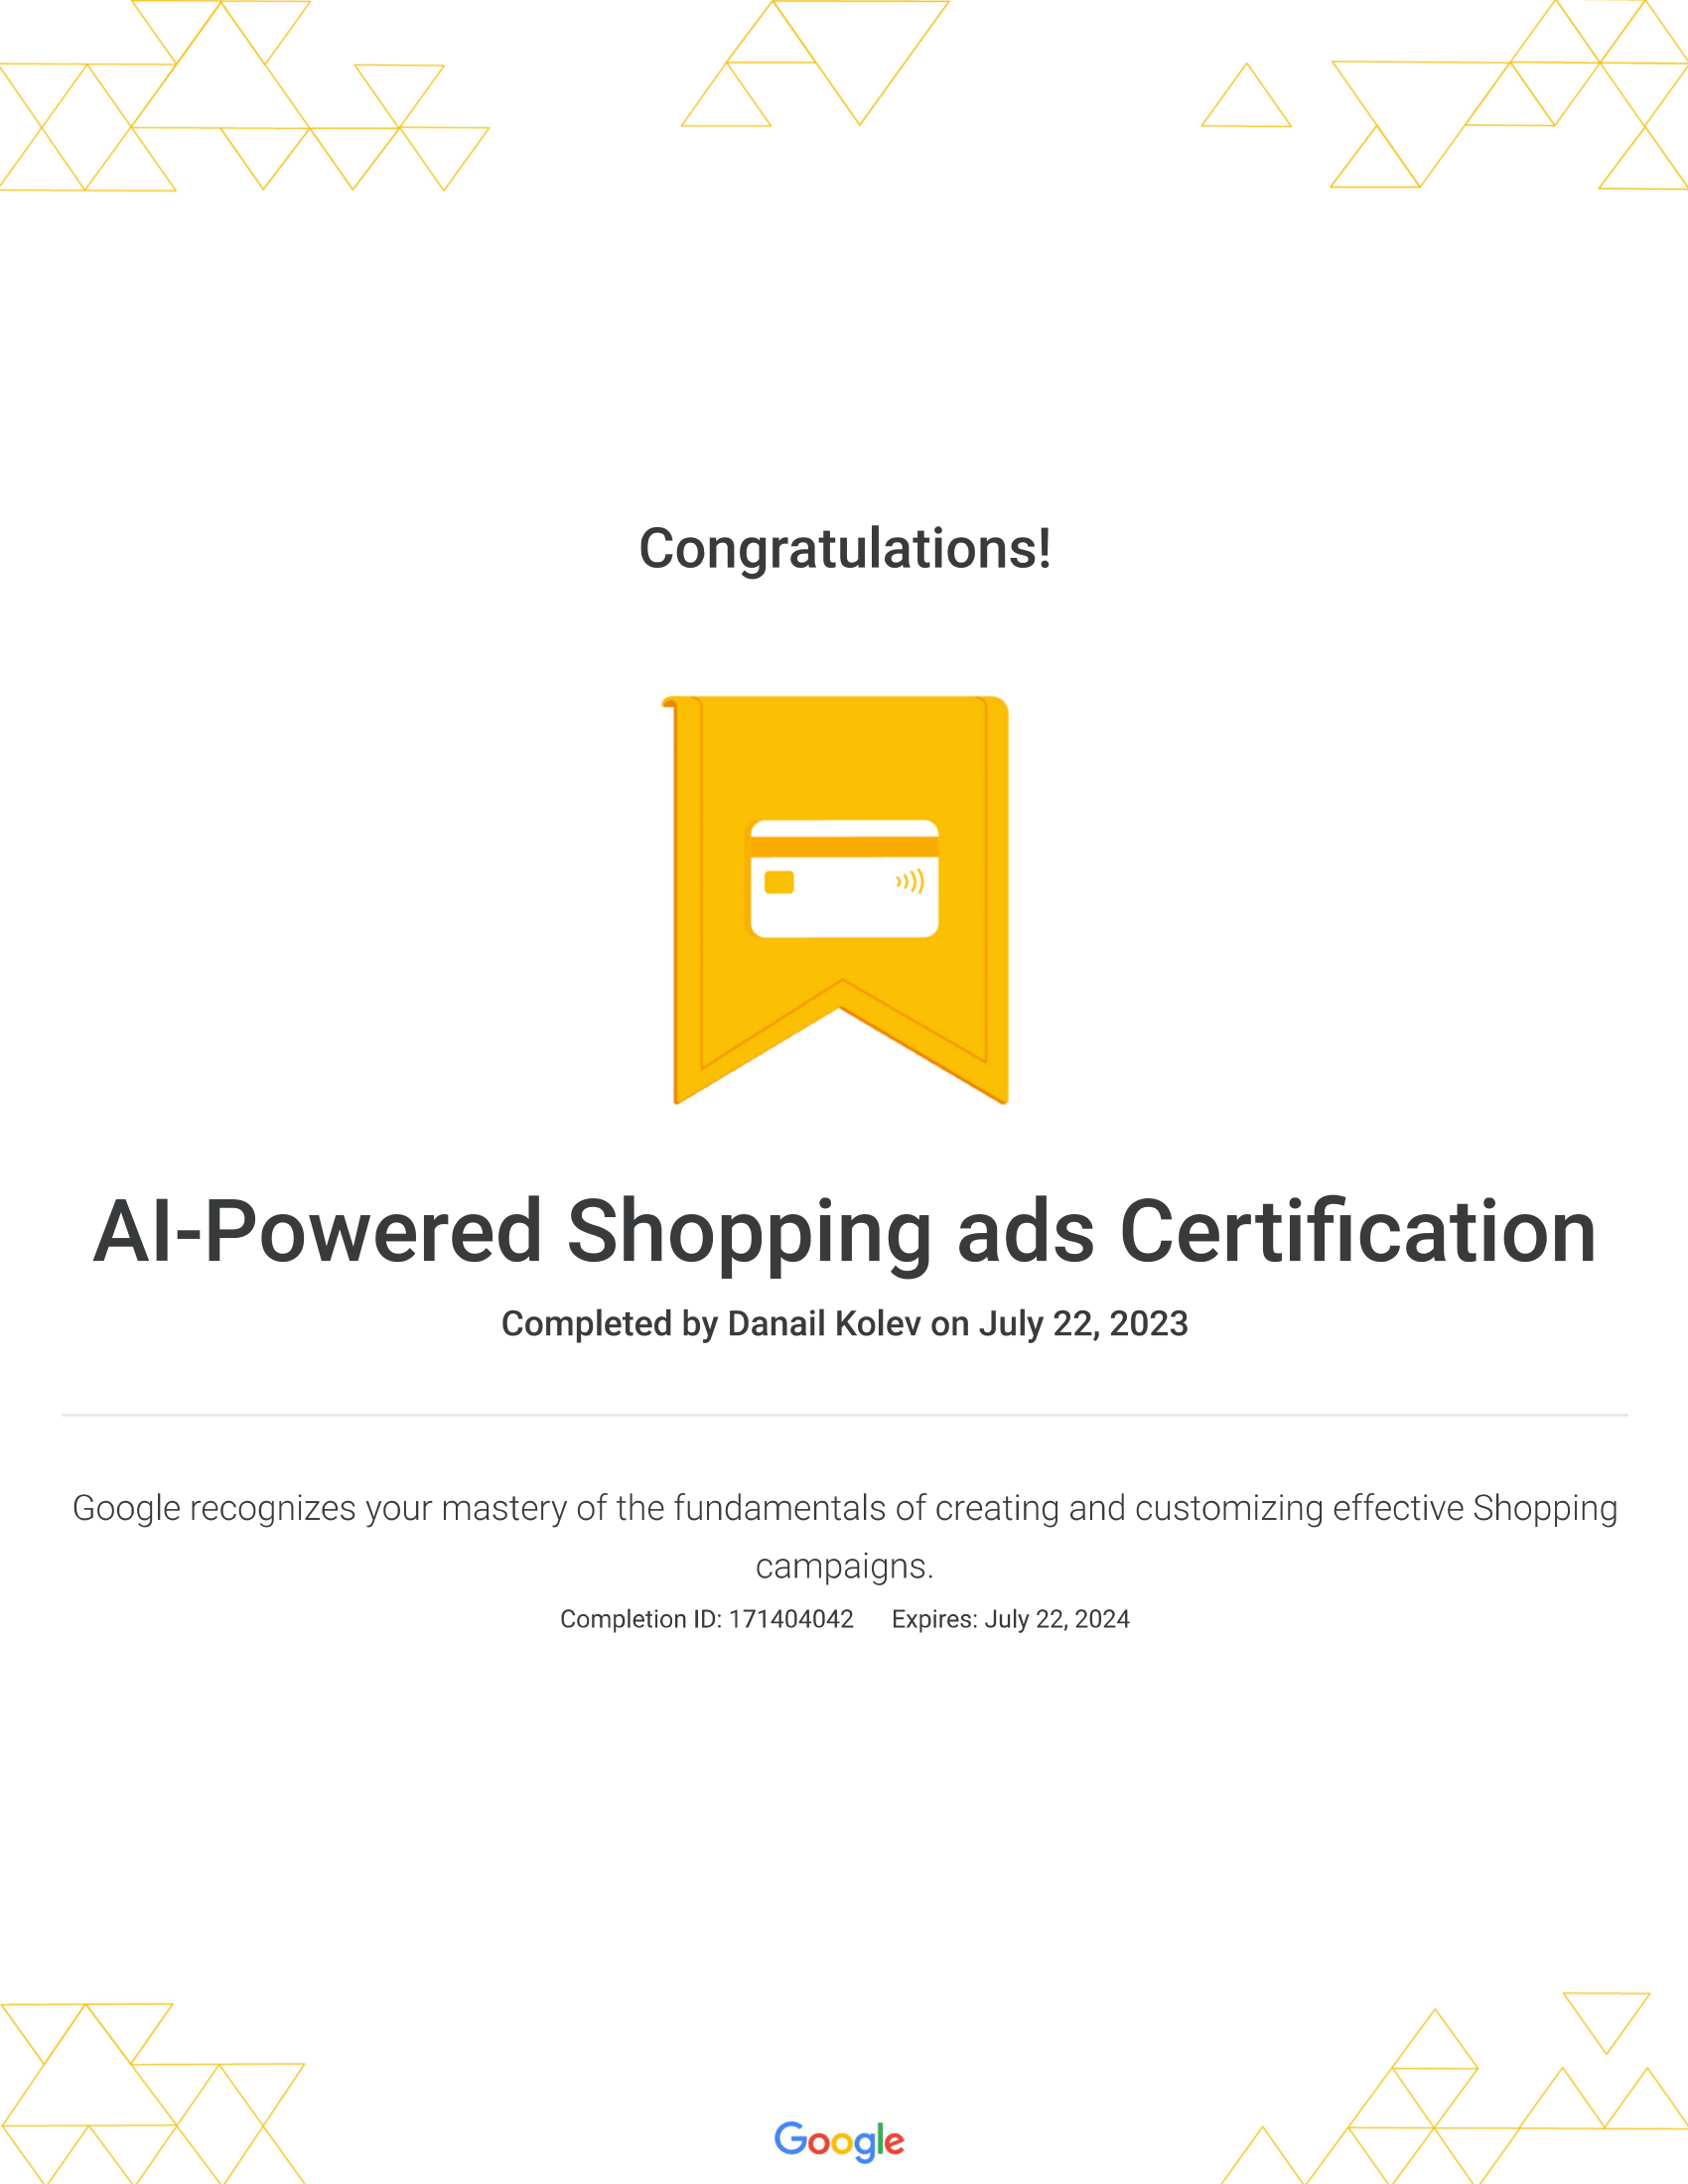 Congratulations!
AI-Powered Shopping ads Certification
Completed by Danail Kolev on July 22, 2023
Google recognizes your mastery of the fundamentals of creating and customizing effective Shopping
campaigns.
Completion ID: 171404042 Expires: July 22, 2024
Google